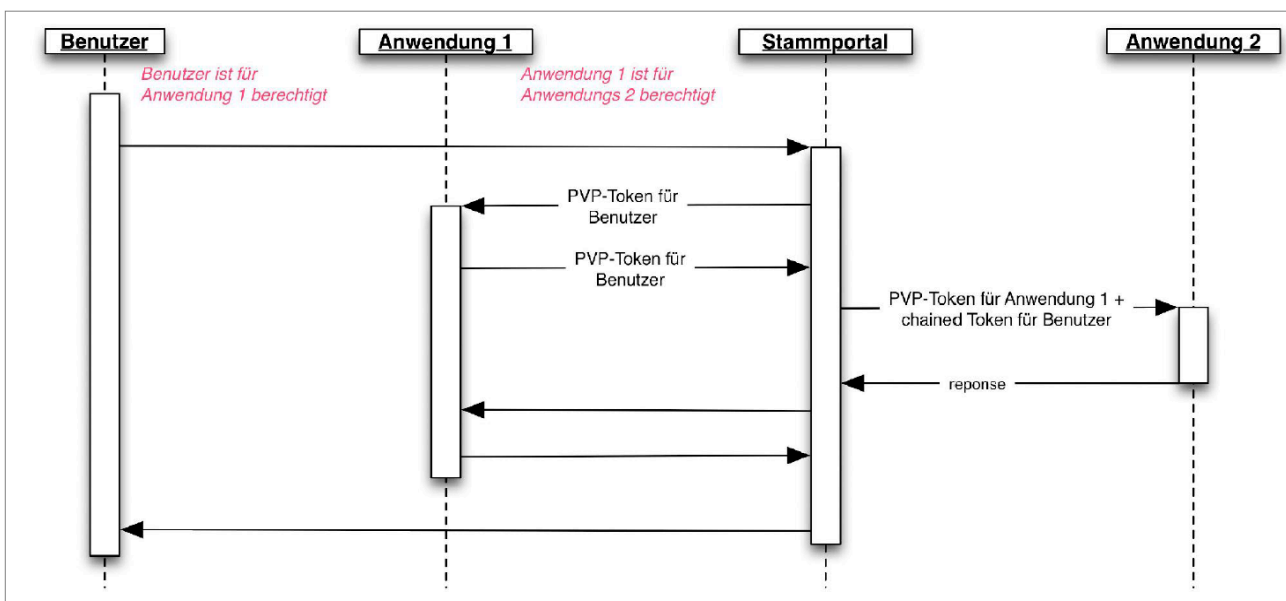 Benutzer
Anwendung 1
Stammportal
Anwendung 2
Benutzer ist für
Anwendung 1 berechtigt
Anwendung 1 ist für
Anwendungs 2 berechtigt
PVP-Token für
Benutzer
PVP-Token für
Benutzer
PVP-Token für Anwendung 1 +
chained Token für Benutzer
reponse